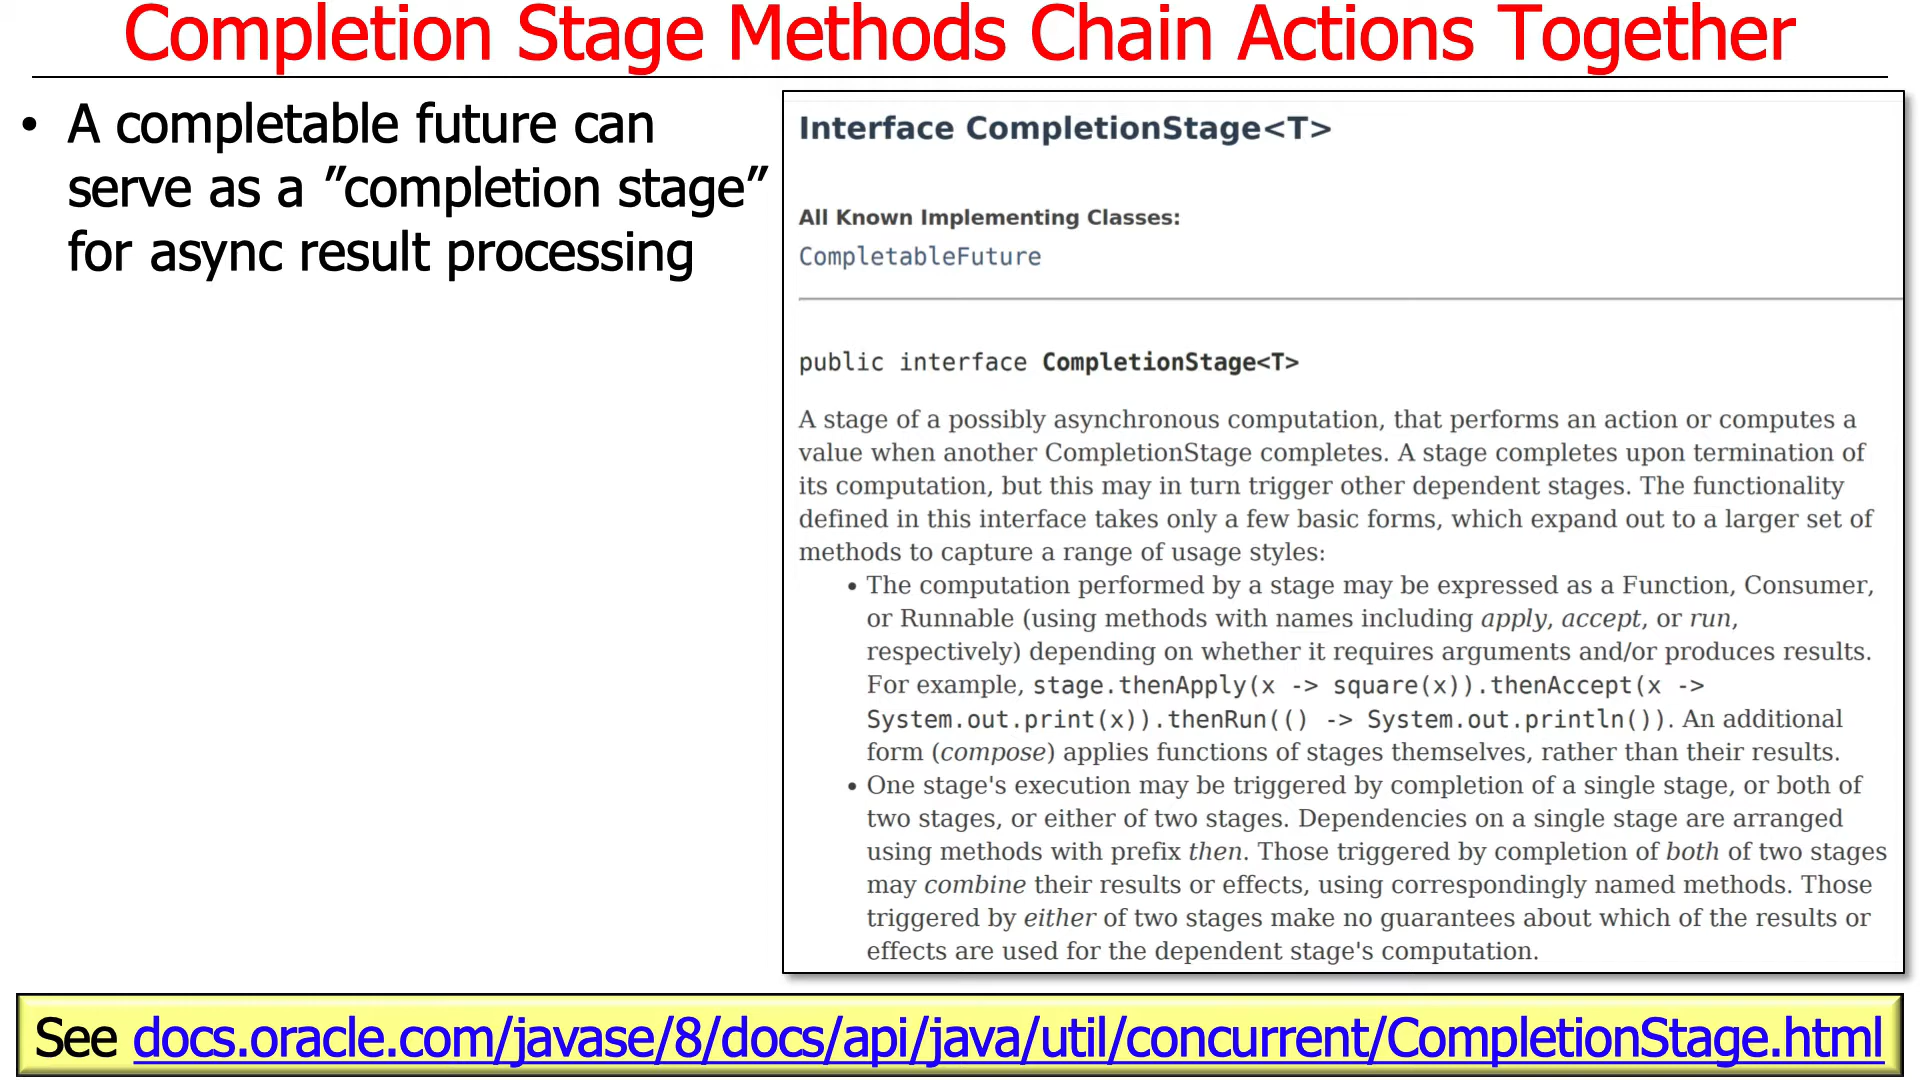 Completion Stage Methods Chain Actions Together
• A completable future can
serve as a ”completion stage”
for async result processing
Interface CompletionStage<T>
All Known Implementing Classes:
CompletableFuture
public interface CompletionStage<T>
A stage of a possibly asynchronous computation, that performs an action or computes a
value when another CompletionStage completes. A stage completes upon termination of
its computation, but this may in turn trigger other dependent stages. The functionality
defined in this interface takes only a few basic forms, which expand out to a larger set of
methods to capture a range of usage styles:
• The computation performed by a stage may be expressed as a Function, Consumer,
or Runnable (using methods with names including apply, accept, or run,
respectively) depending on whether it requires arguments and/or produces results.
For example, stage.thenApply(x -> square(x)).thenAccept(x ->
System.out.print(x)).thenRun(() -> System.out.println()). An additional
form (compose) applies functions of stages themselves, rather than their results.
• One stage's execution may be triggered by completion of a single stage, or both of
two stages, or either of two stages. Dependencies on a single stage are arranged
using methods with prefix then. Those triggered by completion of both of two stages
may combine their results or effects, using correspondingly named methods. Those
triggered by either of two stages make no guarantees about which of the results or
effects are used for the dependent stage's computation.
See docs.oracle.com/javase/8/docs/api/java/util/concurrent/CompletionStage.html